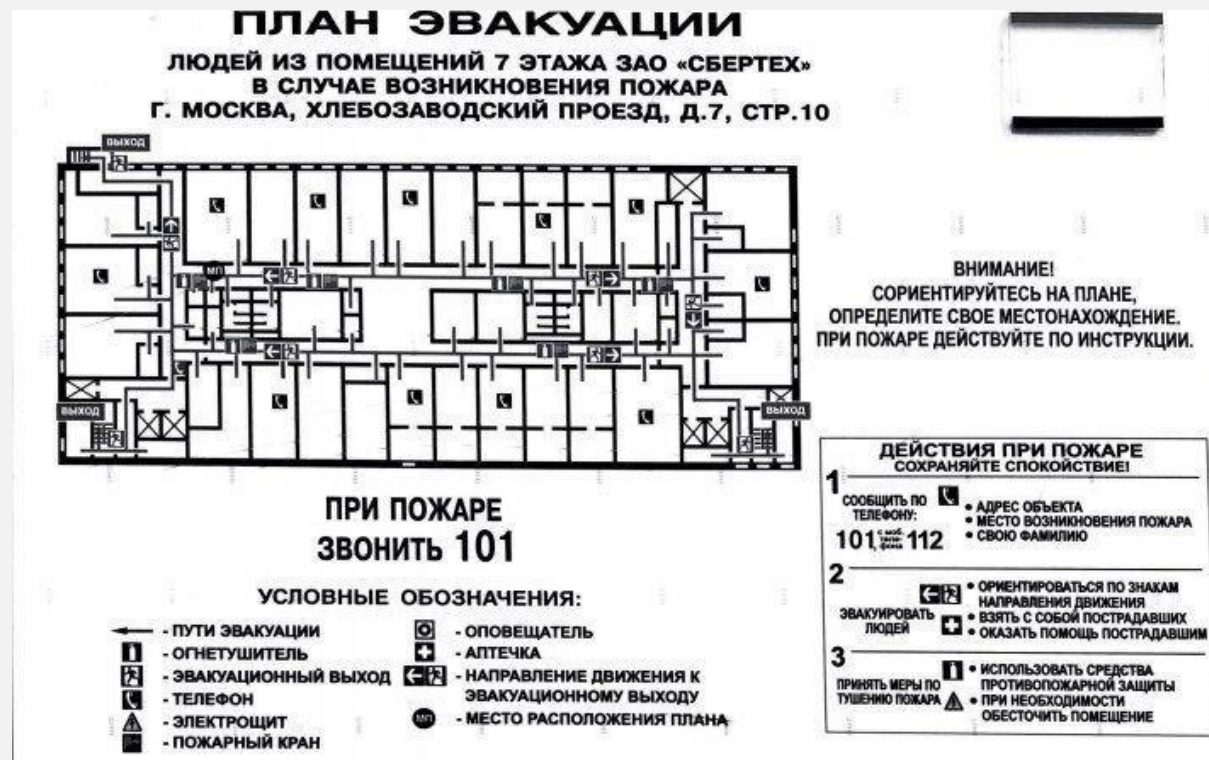 ПЛАН ЭВАКУАЦИИ
ЛЮДЕЙ ИЗ ПОМЕЩЕНИЙ 7 ЭТАЖА ЗАО «СБЕРТЕХ»
В СЛУЧАЕ ВОЗНИКНОВЕНИЯ ПОЖАРА
Г. МОСКВА, ХЛЕБОЗАВОДСКИЙ ПРОЕЗД, Д.7, СТР.10
ВЫХОД
МП
ВЫХОД
ВЫХОД
ВНИМАНИЕ!
СОРИЕНТИРУЙТЕСЬ НА ПЛАНЕ,
ОПРЕДЕЛИТЕ СВОЕ МЕСТОНАХОЖДЕНИЕ.
ПРИ ПОЖАРЕ ДЕЙСТВУЙТЕ ПО ИНСТРУКЦИИ.
ПРИ ПОЖАРЕ
ЗВОНИТЬ 101
УСЛОВНЫЕ ОБОЗНАЧЕНИЯ:
- ПУТИ ЭВАКУАЦИИ
- ОГНЕТУШИТЕЛЬ
- ЭВАКУАЦИОННЫЙ ВЫХОД
- ТЕЛЕФОН
- ЭЛЕКТРОЩИТ
- ПОЖАРНЫЙ КРАН
- ОПОВЕЩАТЕЛЬ
- АПТЕЧКА
- НАПРАВЛЕНИЕ ДВИЖЕНИЯ К
ЭВАКУАЦИОННОМУ ВЫХОДУ
МП - МЕСТО РАСПОЛОЖЕНИЯ ПЛАНА
ДЕЙСТВИЯ ПРИ ПОЖАРЕ
СОХРАНЯЙТЕ СПОКОЙСТВИЕ!
1
СООБЩИТЬ ПО
ТЕЛЕФОНУ:
101, с моб. теле- фона 112
• АДРЕС ОБЪЕКТА
• МЕСТО ВОЗНИКНОВЕНИЯ ПОЖАРА
• СВОЮ ФАМИЛИЮ
2
ЭВАКУИРОВАТЬ
ЛЮДЕЙ
• ОРИЕНТИРОВАТЬСЯ ПО ЗНАКАМ
НАПРАВЛЕНИЯ ДВИЖЕНИЯ
• ВЗЯТЬ С СОБОЙ ПОСТРАДАВШИХ
• ОКАЗАТЬ ПОМОЩЬ ПОСТРАДАВШИМ
3
ПРИНЯТЬ МЕРЫ ПО
ТУШЕНИЮ ПОЖАРА
• ИСПОЛЬЗОВАТЬ СРЕДСТВА
ПРОТИВОПОЖАРНОЙ ЗАЩИТЫ
• ПРИ НЕОБХОДИМОСТИ
ОБЕСТОЧИТЬ ПОМЕЩЕНИЕ